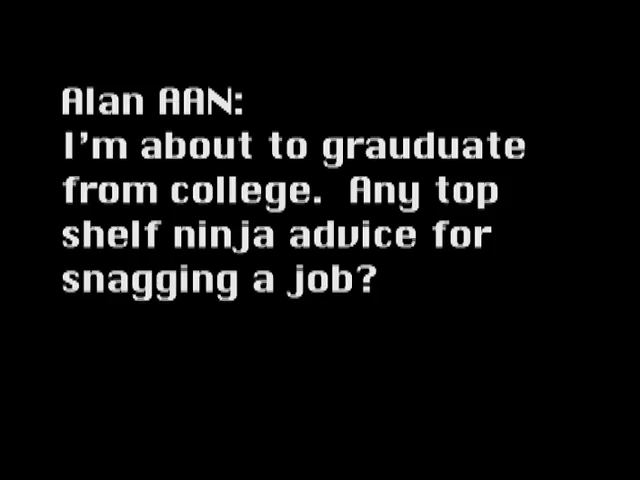 Alan AAN:
I'm about to grauduate
from college.  Any top
shelf ninja advice for
snagging a job?